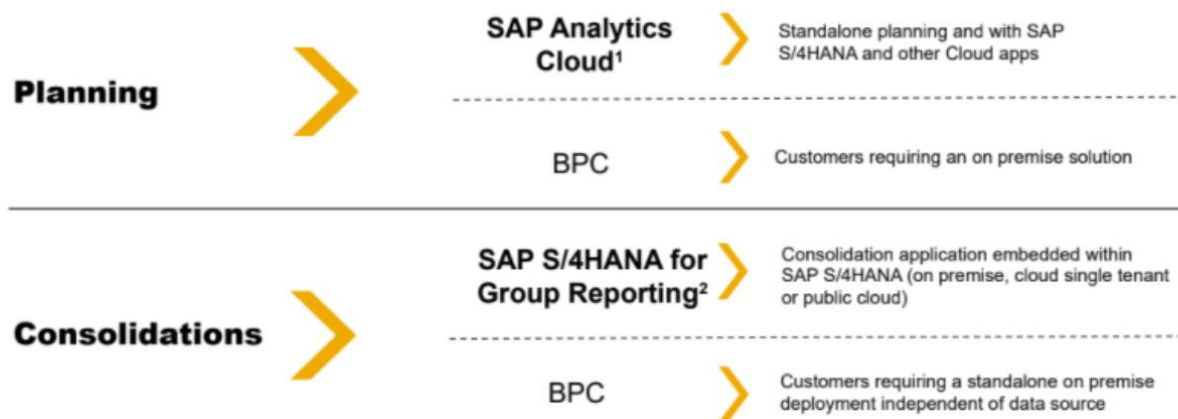 Planning
SAP Analytics
Cloud¹
Standalone planning and with SAP
S/4HANA and other Cloud apps
BPC
Customers requiring an on premise solution
Consolidations
SAP S/4HANA for
Group Reporting²
Consolidation application embedded within
SAP S/4HANA (on premise, cloud single tenant
or public cloud)
BPC
Customers requiring a standalone on premise
deployment independent of data source